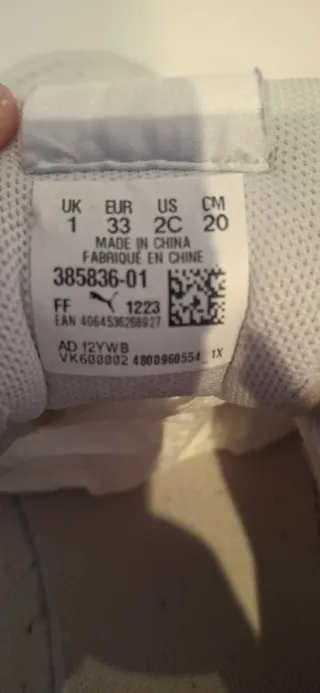 UK EUR US CM
1 33 2C 20
MADE IN CHINA
FABRIQUÉ EN CHINE
385836-01
FF 1223
EAN 4064536268927
AD 12YWB
VK600002 4800960554_1X